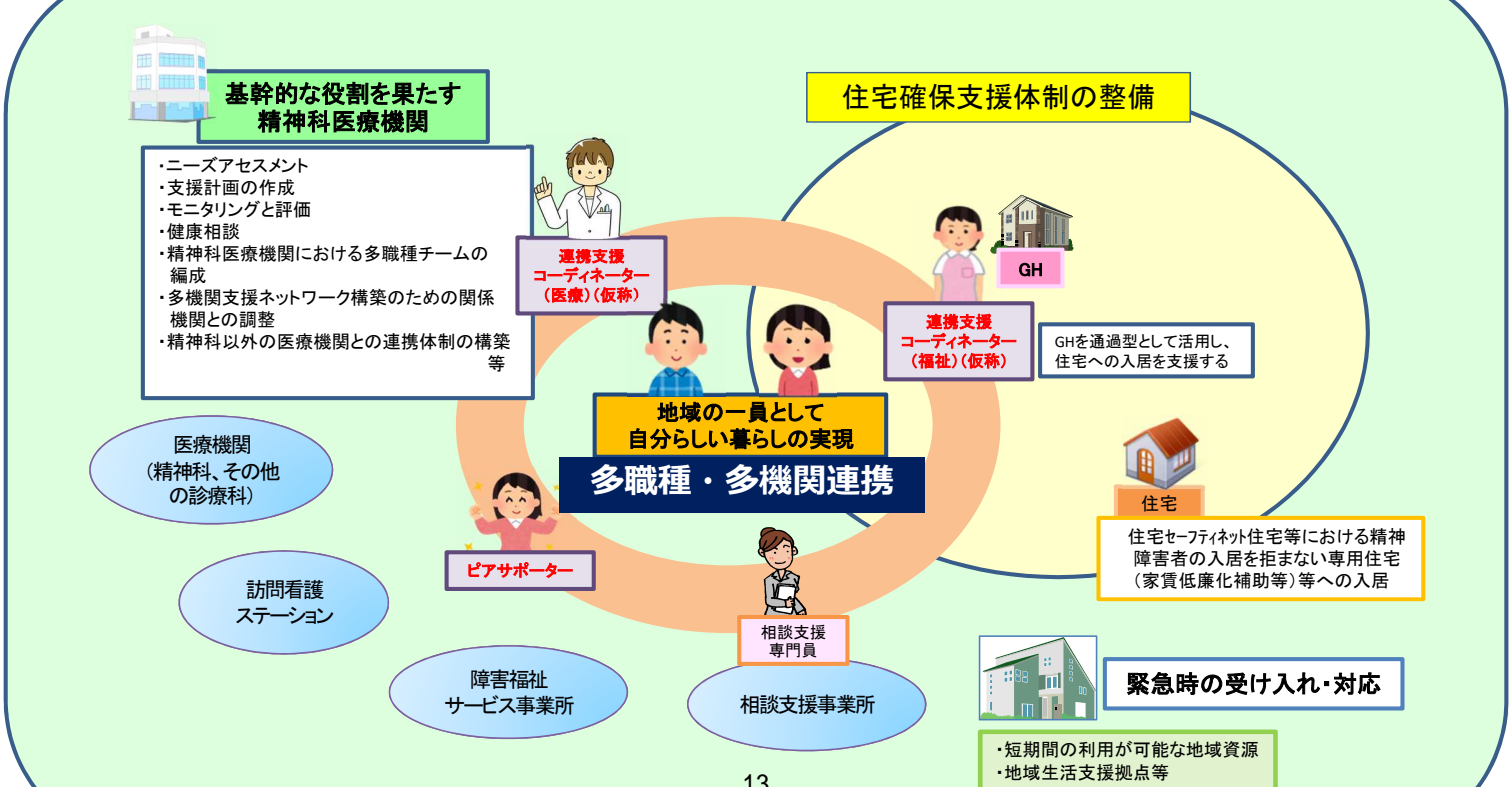 基幹的な役割を果たす
精神科医療機関
・ニーズアセスメント
・支援計画の作成
・モニタリングと評価
・健康相談
・精神科医療機関における多職種チームの
編成
・多機関支援ネットワーク構築のための関係
機関との調整
・精神科以外の医療機関との連携体制の構築
等
住宅確保支援体制の整備
連携支援
コーディネーター
（医療）（仮称）
GH
連携支援
コーディネーター
（福祉）（仮称）
GHを通過型として活用し、
住宅への入居を支援する
地域の一員として
自分らしい暮らしの実現
多職種・多機関連携
住宅
住宅セーフティネット住宅等における精神
障害者の入居を拒まない専用住宅
（家賃低廉化補助等）等への入居
医療機関
（精神科、その他
の診療科）
ピアサポーター
訪問看護
ステーション
相談支援
専門員
障害福祉
サービス事業所
相談支援事業所
緊急時の受け入れ・対応
・短期間の利用が可能な地域資源
・地域生活支援拠点等
13